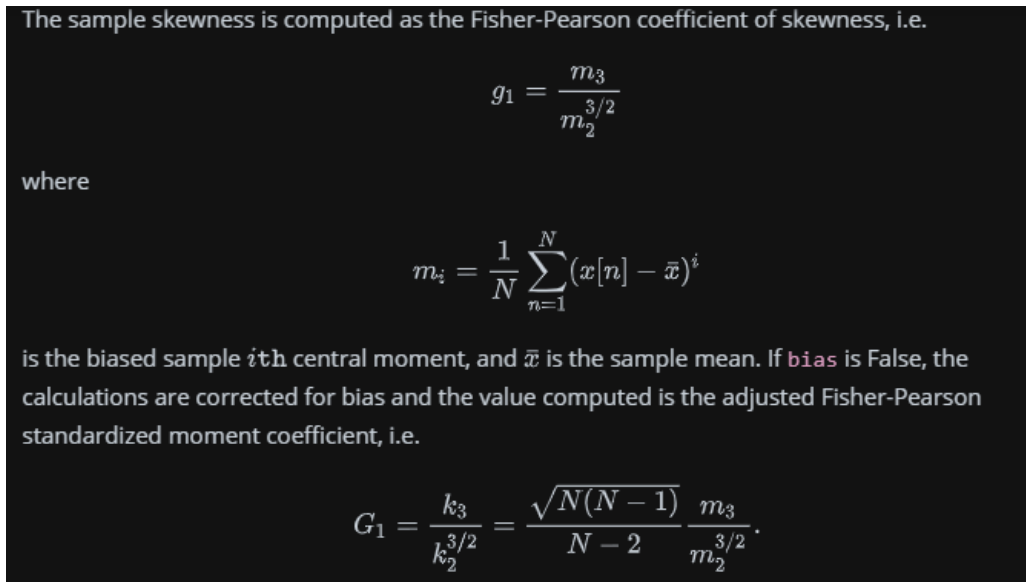 The sample skewness is computed as the Fisher-Pearson coefficient of skewness, i.e.
g₁ = m₃ / m₂^{3/2}
where
mᵢ = 1/N ∑_{n=1}^{N} (x[n] − x̄)ⁱ
is the biased sample ith central moment, and x̄ is the sample mean. If bias is False, the
calculations are corrected for bias and the value computed is the adjusted Fisher-Pearson
standardized moment coefficient, i.e.
G₁ = k₃ / k₂^{3/2} = √(N(N − 1)) / (N − 2) m₃ / m₂^{3/2}.